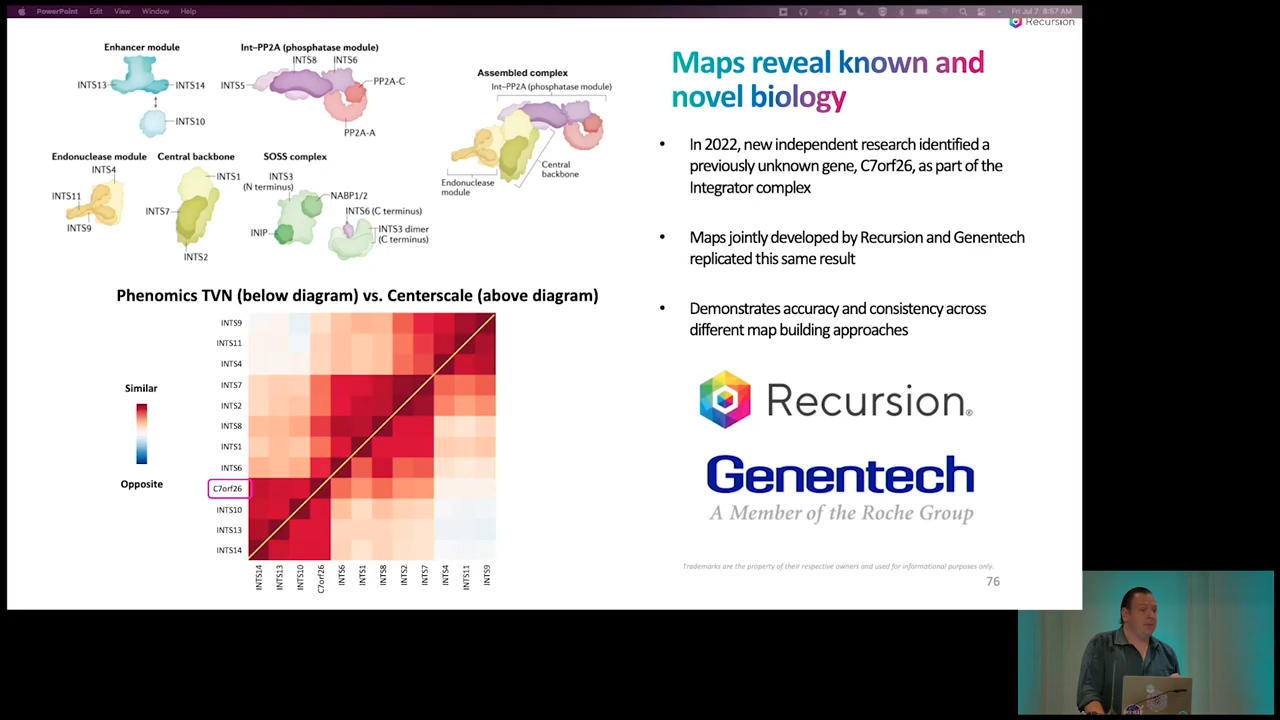 PowerPoint Edit View Window Help
Fri Jul 7 8:57 AM
Recursion
Enhancer module
INTS13
INTS14
INTS10
Int–PP2A (phosphatase module)
INTS8
INTS6
INTS5
PP2A-C
PP2A-A
Assembled complex
Int-PP2A (phosphatase module)
Central
backbone
Endonuclease
module
Endonuclease module
INTS4
INTS11
INTS9
Central backbone
INTS1
INTS7
INTS2
SOSS complex
INTS3
(N terminus)
NABP1/2
INTS6 (C terminus)
INIP
INTS3 dimer
(C terminus)
Phenomics TVN (below diagram) vs. Centerscale (above diagram)
Similar
Opposite
INTS9
INTS11
INTS4
INTS7
INTS2
INTS8
INTS1
INTS6
C7orf26
INTS10
INTS13
INTS14
INTS14 INTS13 INTS10 C7orf26 INTS6 INTS1 INTS8 INTS2 INTS7 INTS4 INTS11 INTS9
Maps reveal known and
novel biology
• In 2022, new independent research identified a
previously unknown gene, C7orf26, as part of the
Integrator complex
• Maps jointly developed by Recursion and Genentech
replicated this same result
• Demonstrates accuracy and consistency across
different map building approaches
Recursion®
Genentech
A Member of the Roche Group
Trademarks are the property of their respective owners and used for informational purposes only.
76